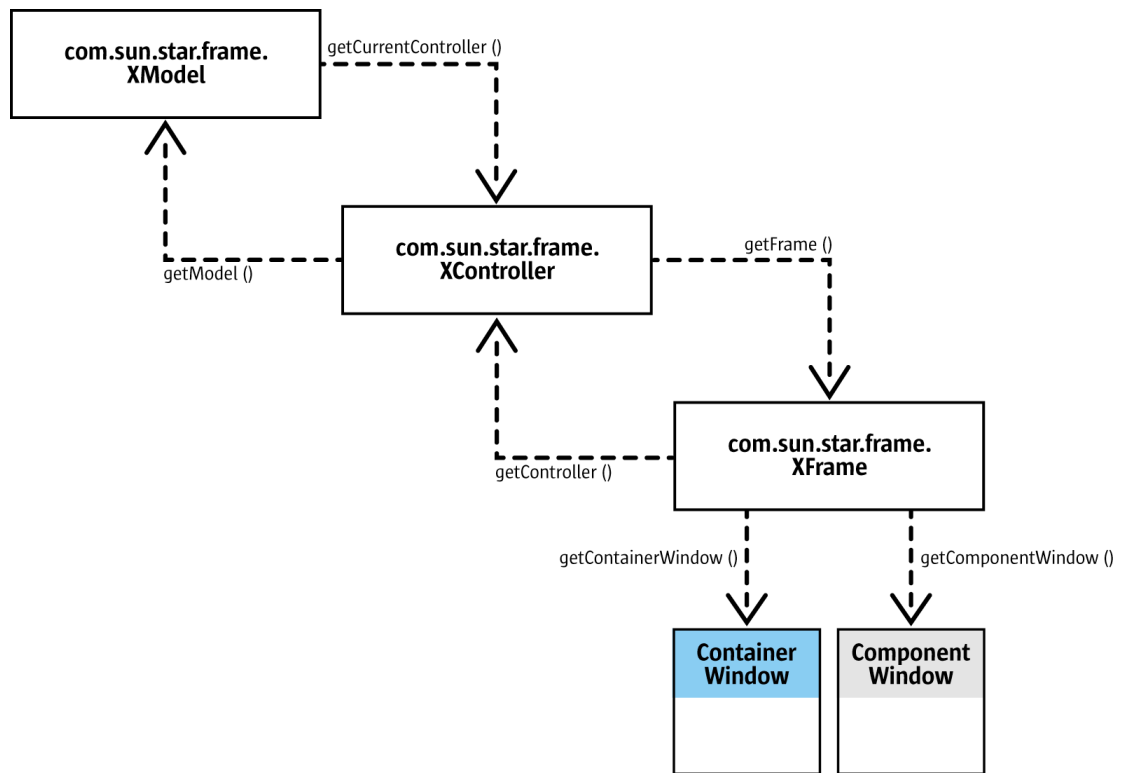 com.sun.star.frame.
XModel
getCurrentController ()
getModel ()
com.sun.star.frame.
XController
getFrame ()
getController ()
com.sun.star.frame.
XFrame
getContainerWindow ()
getComponentWindow ()
Container
Window
Component
Window